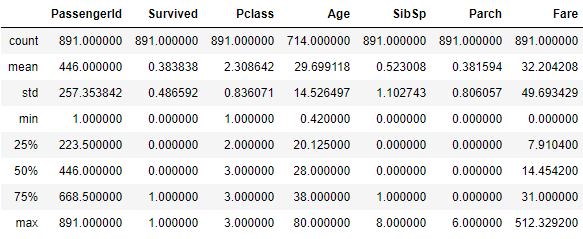 PassengerId Survived Pclass Age SibSp Parch Fare
count 891.000000 891.000000 891.000000 714.000000 891.000000 891.000000 891.000000
mean 446.000000 0.383838 2.308642 29.699118 0.523008 0.381594 32.204208
std 257.353842 0.486592 0.836071 14.526497 1.102743 0.806057 49.693429
min 1.000000 0.000000 1.000000 0.420000 0.000000 0.000000 0.000000
25% 223.500000 0.000000 2.000000 20.125000 0.000000 0.000000 7.910400
50% 446.000000 0.000000 3.000000 28.000000 0.000000 0.000000 14.454200
75% 668.500000 1.000000 3.000000 38.000000 1.000000 0.000000 31.000000
max 891.000000 1.000000 3.000000 80.000000 8.000000 6.000000 512.329200